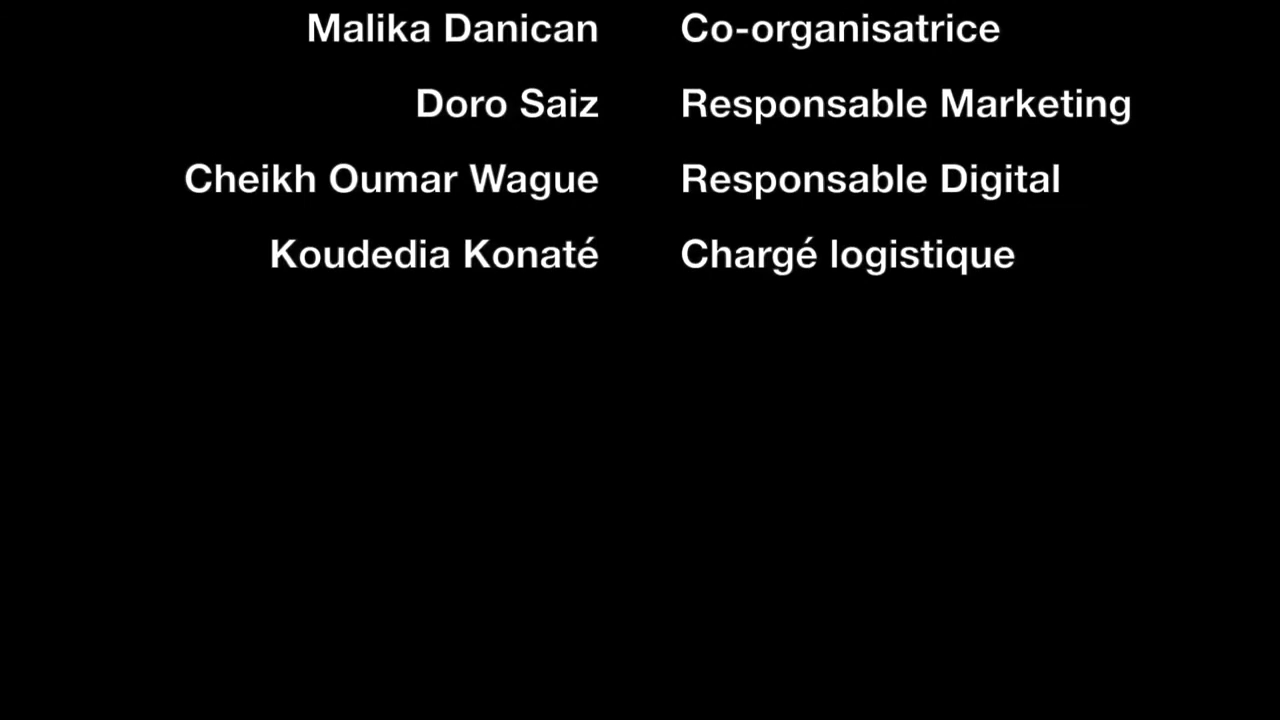 Malika Danican Co-organisatrice
Doro Saiz Responsable Marketing
Cheikh Oumar Wague Responsable Digital
Koudedia Konaté Chargé logistique